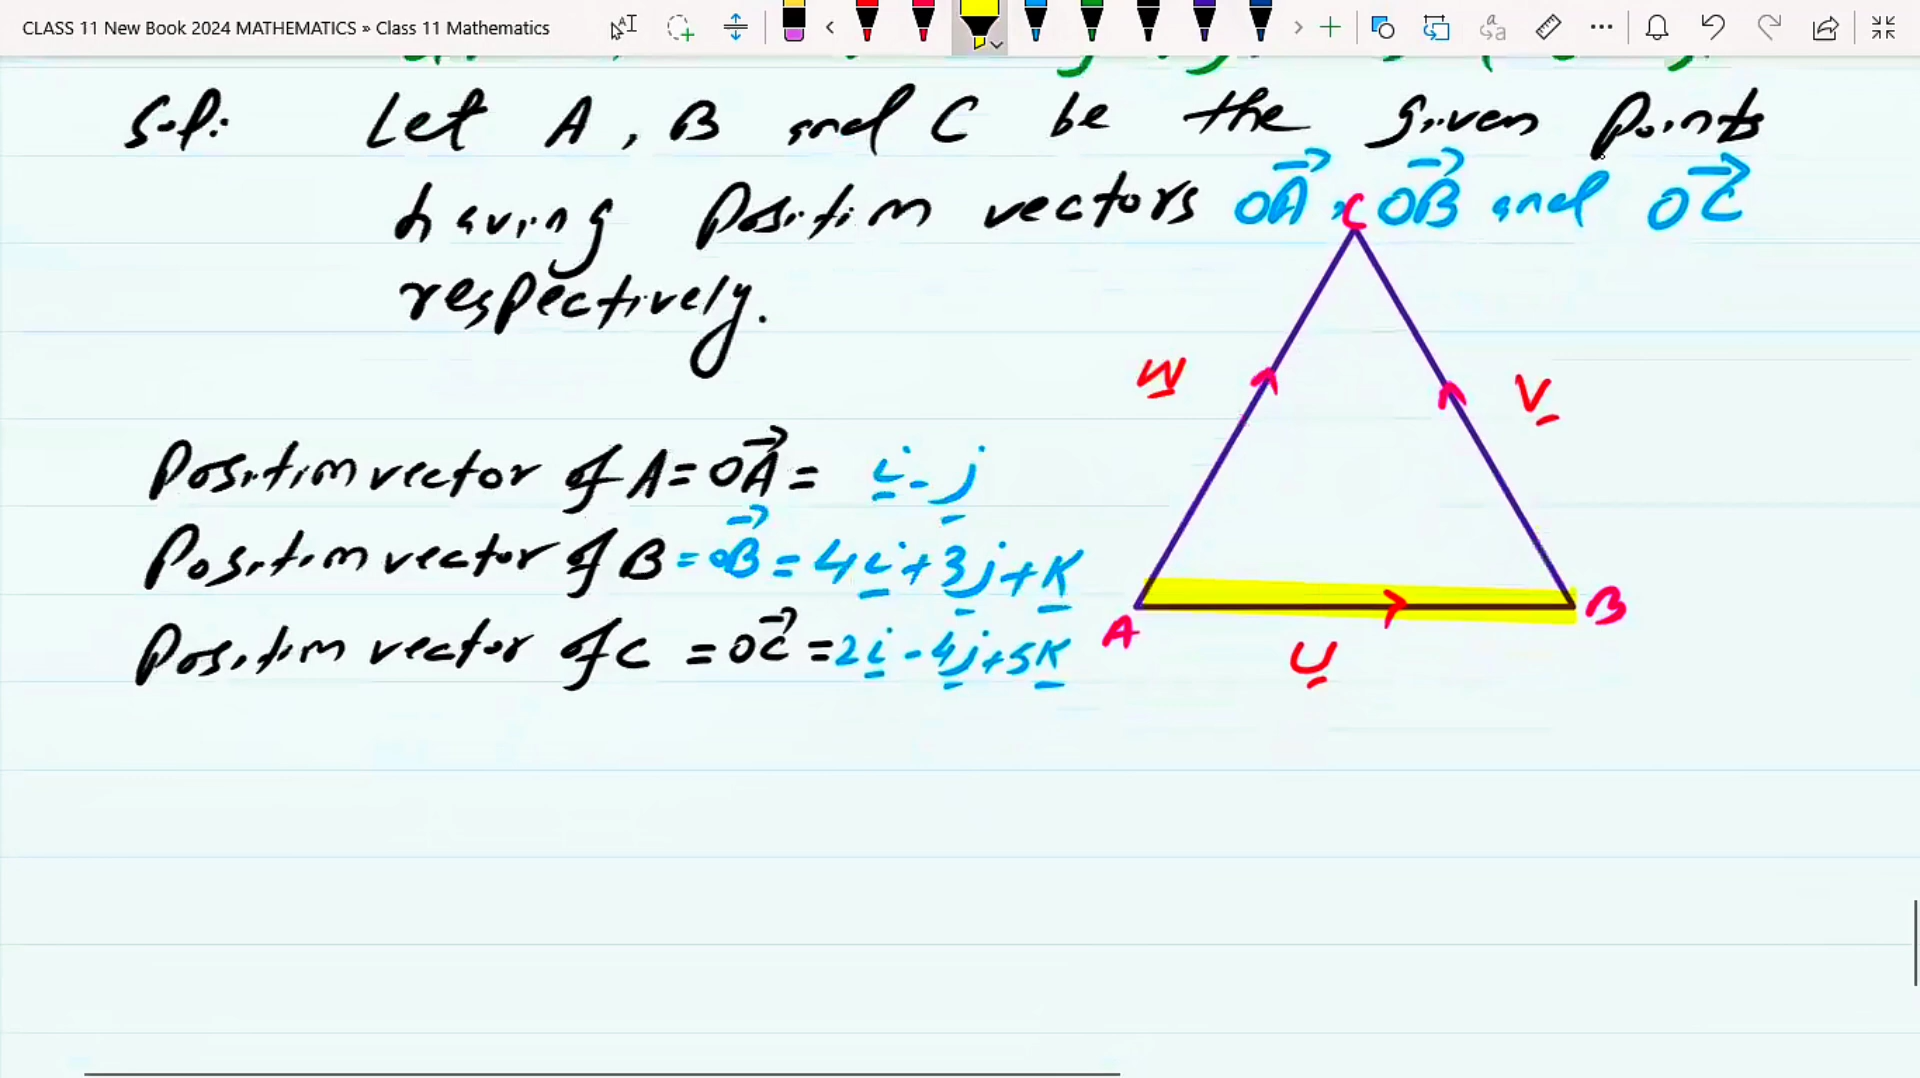 CLASS 11 New Book 2024 MATHEMATICS » Class 11 Mathematics
Sol: Let A, B and C be the given points
having position vectors OA⃗, OB⃗ and OC⃗
respectively.
C
W
V
Position vector of A = OA⃗ = i - j
Position vector of B = OB⃗ = 4i + 3j + K
A
B
Position vector of C = OC⃗ = 2i - 4j + 5K
U